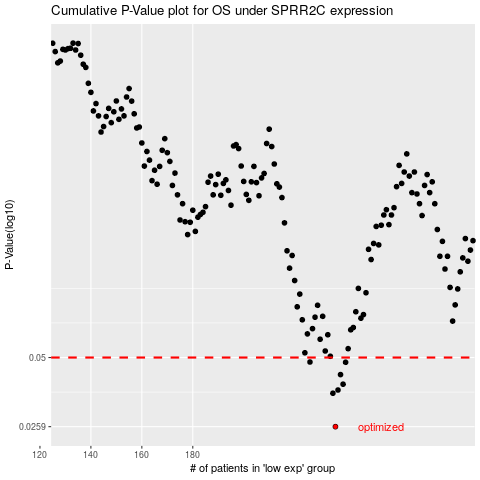 Cumulative P-Value plot for OS under SPRR2C expression
P-Value(log10)
0.05
0.0259
optimized
120 140 160 180
# of patients in 'low exp' group